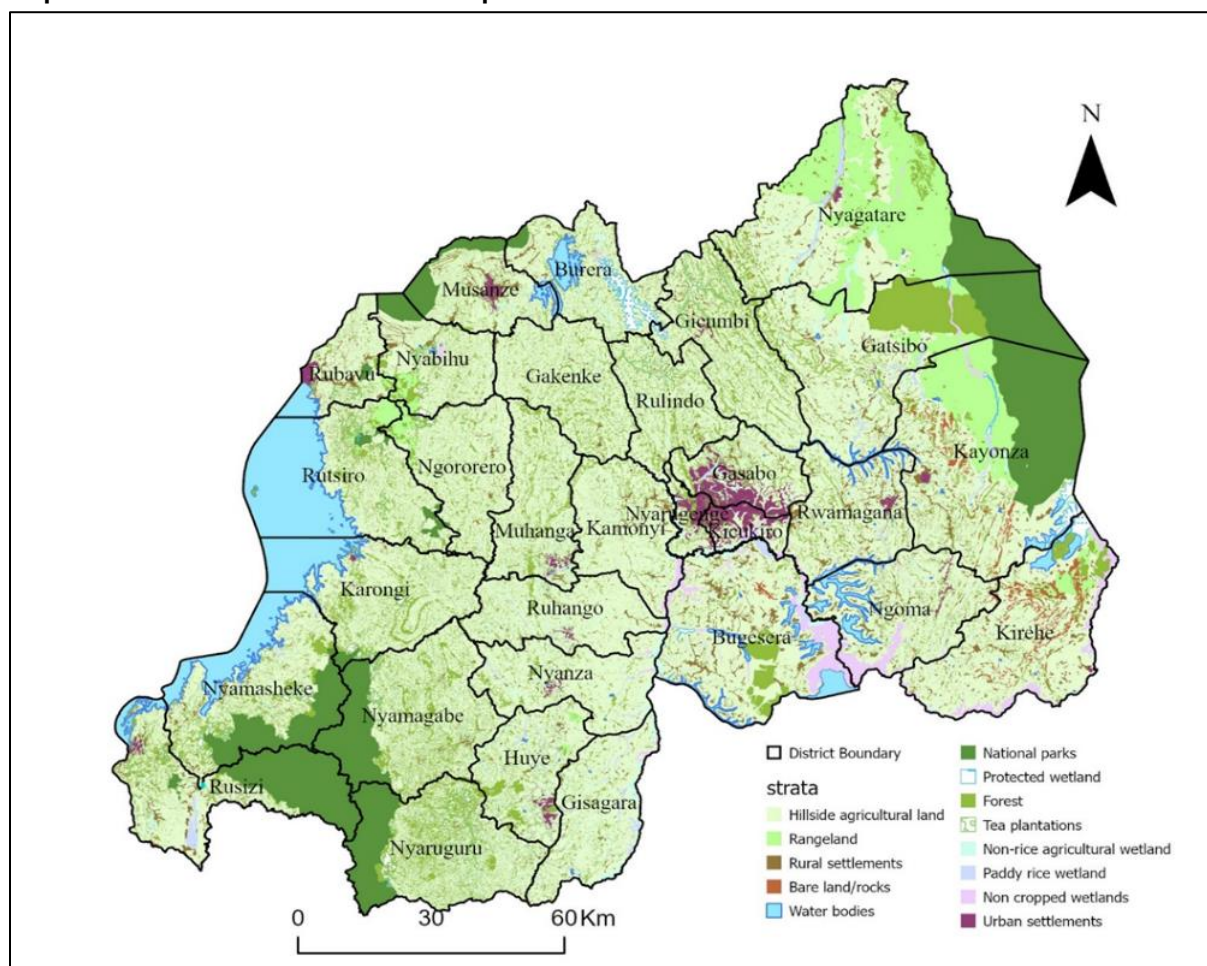 N
Nyagatare
Burera
Musanze
Gicumbi
Gatsibo
Nyabihu
Rubavu
Gakenke
Rulindo
Kayonza
Ngororero
Rutsiro
Gasabo
Nyarugenge
Rwamagana
Muhanga
Kamonyi
Kicukiro
Karongi
Ruhango
Ngoma
Kirehe
Bugesera
Nyanza
Nyamasheke
Nyamagabe
Huye
Rusizi
Gisagara
Nyaruguru
0 30 60 Km
District Boundary
strata
Hillside agricultural land
Rangeland
Rural settlements
Bare land/rocks
Water bodies
National parks
Protected wetland
Forest
Tea plantations
Non-rice agricultural wetland
Paddy rice wetland
Non cropped wetlands
Urban settlements